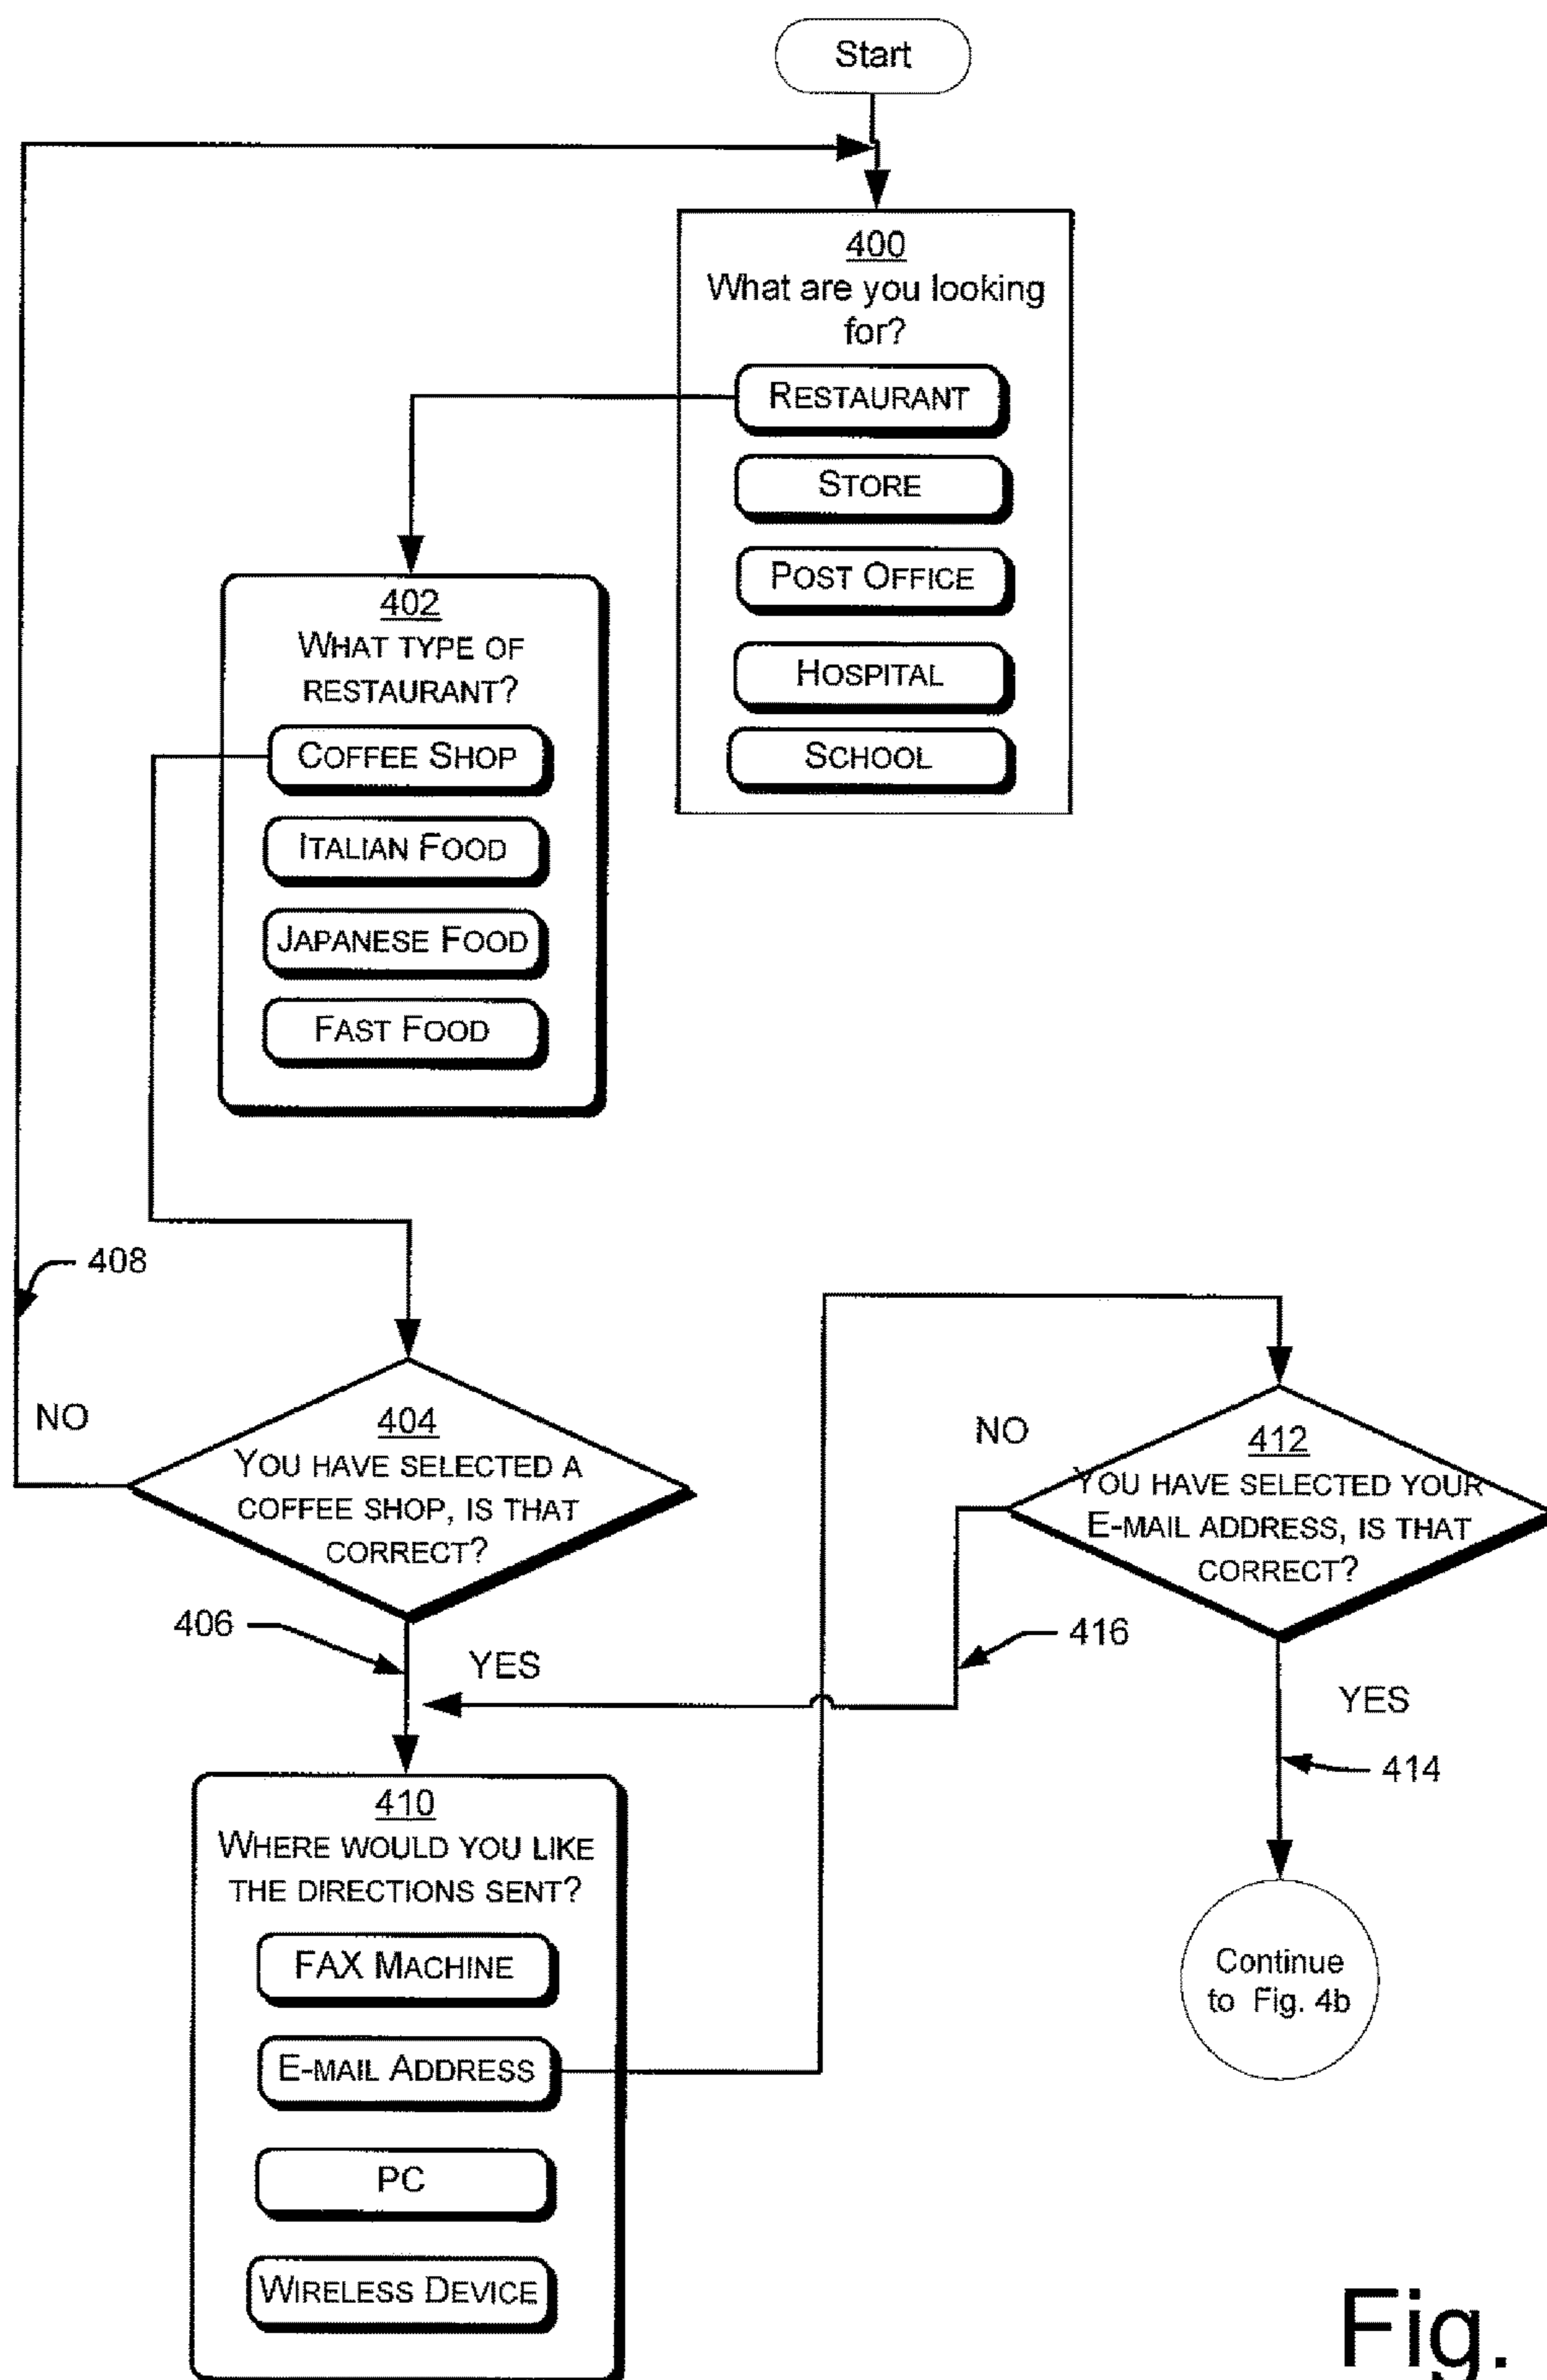 Start
400
What are you looking
for?
RESTAURANT
STORE
POST OFFICE
HOSPITAL
SCHOOL
402
WHAT TYPE OF
RESTAURANT?
COFFEE SHOP
ITALIAN FOOD
JAPANESE FOOD
FAST FOOD
408
NO
404
YOU HAVE SELECTED A
COFFEE SHOP, IS THAT
CORRECT?
406
YES
NO
412
YOU HAVE SELECTED YOUR
E-MAIL ADDRESS, IS THAT
CORRECT?
416
YES
414
410
WHERE WOULD YOU LIKE
THE DIRECTIONS SENT?
FAX MACHINE
E-MAIL ADDRESS
PC
WIRELESS DEVICE
Continue
to Fig. 4b
Fig.